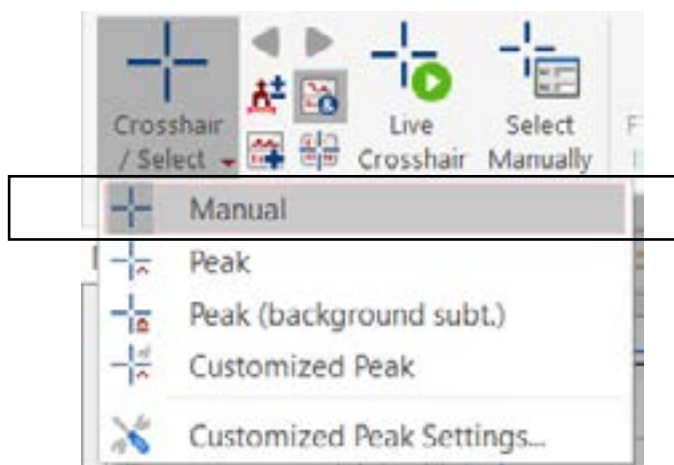 Crosshair
/ Select
Live
Crosshair
Select
Manually
Manual
Peak
Peak (background subt.)
Customized Peak
Customized Peak Settings...